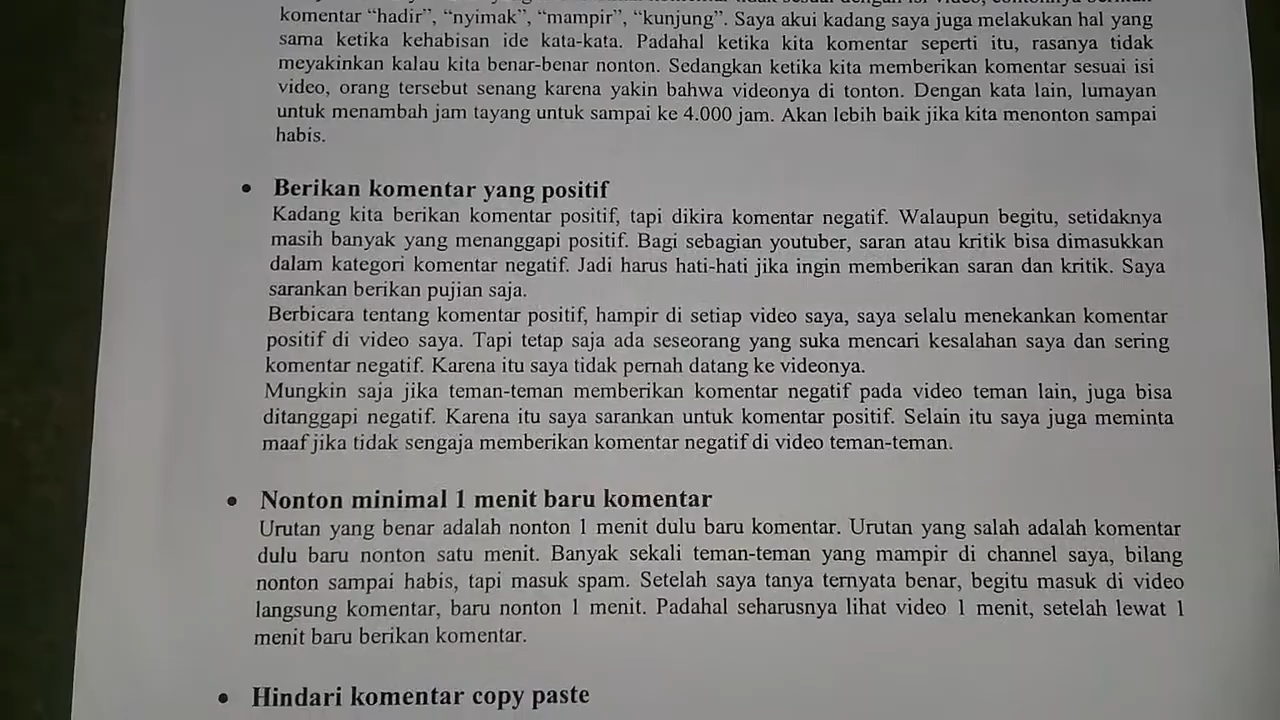 komentar “hadir”, “nyimak”, “mampir”, “kunjung”. Saya akui kadang saya juga melakukan hal yang
sama ketika kehabisan ide kata-kata. Padahal ketika kita komentar seperti itu, rasanya tidak
meyakinkan kalau kita benar-benar nonton. Sedangkan ketika kita memberikan komentar sesuai isi
video, orang tersebut senang karena yakin bahwa videonya di tonton. Dengan kata lain, lumayan
untuk menambah jam tayang untuk sampai ke 4.000 jam. Akan lebih baik jika kita menonton sampai
habis.
• Berikan komentar yang positif
Kadang kita berikan komentar positif, tapi dikira komentar negatif. Walaupun begitu, setidaknya
masih banyak yang menanggapi positif. Bagi sebagian youtuber, saran atau kritik bisa dimasukkan
dalam kategori komentar negatif. Jadi harus hati-hati jika ingin memberikan saran dan kritik. Saya
sarankan berikan pujian saja.
Berbicara tentang komentar positif, hampir di setiap video saya, saya selalu menekankan komentar
positif di video saya. Tapi tetap saja ada seseorang yang suka mencari kesalahan saya dan sering
komentar negatif. Karena itu saya tidak pernah datang ke videonya.
Mungkin saja jika teman-teman memberikan komentar negatif pada video teman lain, juga bisa
ditanggapi negatif. Karena itu saya sarankan untuk komentar positif. Selain itu saya juga meminta
maaf jika tidak sengaja memberikan komentar negatif di video teman-teman.
• Nonton minimal 1 menit baru komentar
Urutan yang benar adalah nonton 1 menit dulu baru komentar. Urutan yang salah adalah komentar
dulu baru nonton satu menit. Banyak sekali teman-teman yang mampir di channel saya, bilang
nonton sampai habis, tapi masuk spam. Setelah saya tanya ternyata benar, begitu masuk di video
langsung komentar, baru nonton 1 menit. Padahal seharusnya lihat video 1 menit, setelah lewat 1
menit baru berikan komentar.
• Hindari komentar copy paste